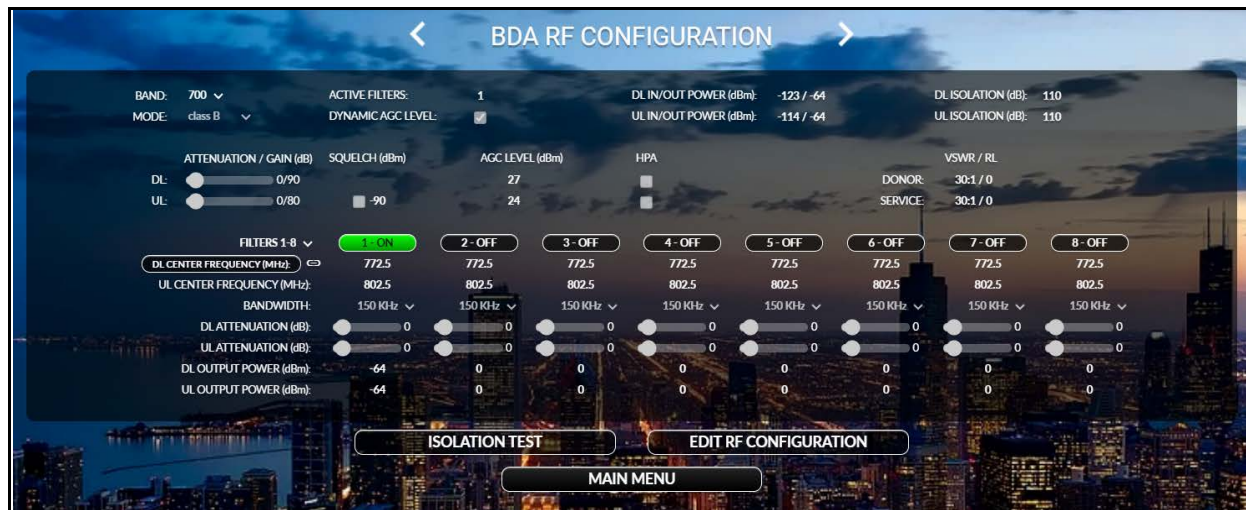 BDA RF CONFIGURATION
BAND: 700 ACTIVE FILTERS: 1 DL IN/OUT POWER (dBm): -123 / -64 DL ISOLATION (dB): 110
MODE: class B DYNAMIC AGC LEVEL: UL IN/OUT POWER (dBm): -114 / -64 UL ISOLATION (dB): 110
ATTENUATION / GAIN (dB) SQUELCH (dBm) AGC LEVEL (dBm) HPA VSWR / RL
DL: 0/90 27 DONOR: 30:1 / 0
UL: 0/80 -90 24 SERVICE: 30:1 / 0
FILTERS 1-8 1 - ON 2 - OFF 3 - OFF 4 - OFF 5 - OFF 6 - OFF 7 - OFF 8 - OFF
DL CENTER FREQUENCY (MHz): 772.5 772.5 772.5 772.5 772.5 772.5 772.5 772.5
UL CENTER FREQUENCY (MHz): 802.5 802.5 802.5 802.5 802.5 802.5 802.5 802.5
BANDWIDTH: 150 KHz 150 KHz 150 KHz 150 KHz 150 KHz 150 KHz 150 KHz 150 KHz
DL ATTENUATION (dB): 0 0 0 0 0 0 0 0
UL ATTENUATION (dB): 0 0 0 0 0 0 0 0
DL OUTPUT POWER (dBm): -64 0 0 0 0 0 0 0
UL OUTPUT POWER (dBm): -64 0 0 0 0 0 0 0
ISOLATION TEST EDIT RF CONFIGURATION
MAIN MENU